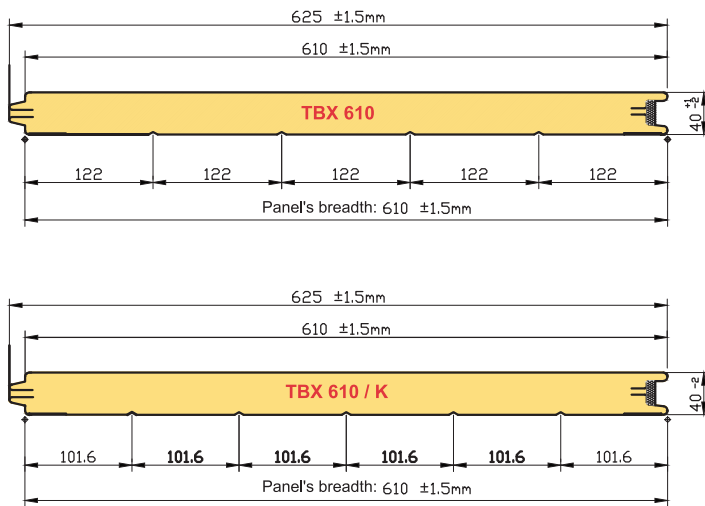 625 ±1.5mm
610 ±1.5mm
TBX 610
40 +1 -2
122 122 122 122 122
Panel's breadth: 610 ±1.5mm
625 ±1.5mm
610 ±1.5mm
TBX 610 / K
40 -2
101.6 101.6 101.6 101.6 101.6 101.6
Panel's breadth: 610 ±1.5mm